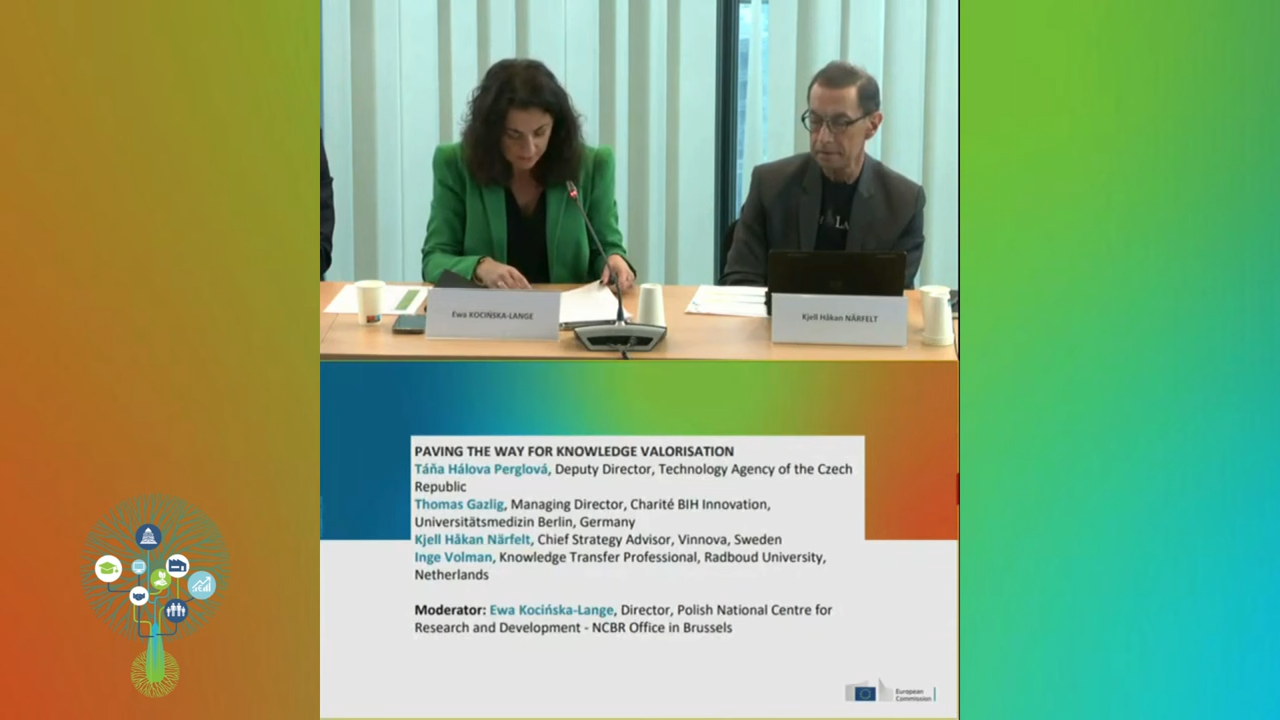 Ewa KOCIŃSKA-LANGE
Kjell Håkan NÄRFELT
PAVING THE WAY FOR KNOWLEDGE VALORISATION
Táňa Hálova Perglová, Deputy Director, Technology Agency of the Czech
Republic
Thomas Gazlig, Managing Director, Charité BIH Innovation,
Universitätsmedizin Berlin, Germany
Kjell Håkan Närfelt, Chief Strategy Advisor, Vinnova, Sweden
Inge Volman, Knowledge Transfer Professional, Radboud University,
Netherlands
Moderator: Ewa Kocińska-Lange, Director, Polish National Centre for
Research and Development - NCBR Office in Brussels
European
Commission